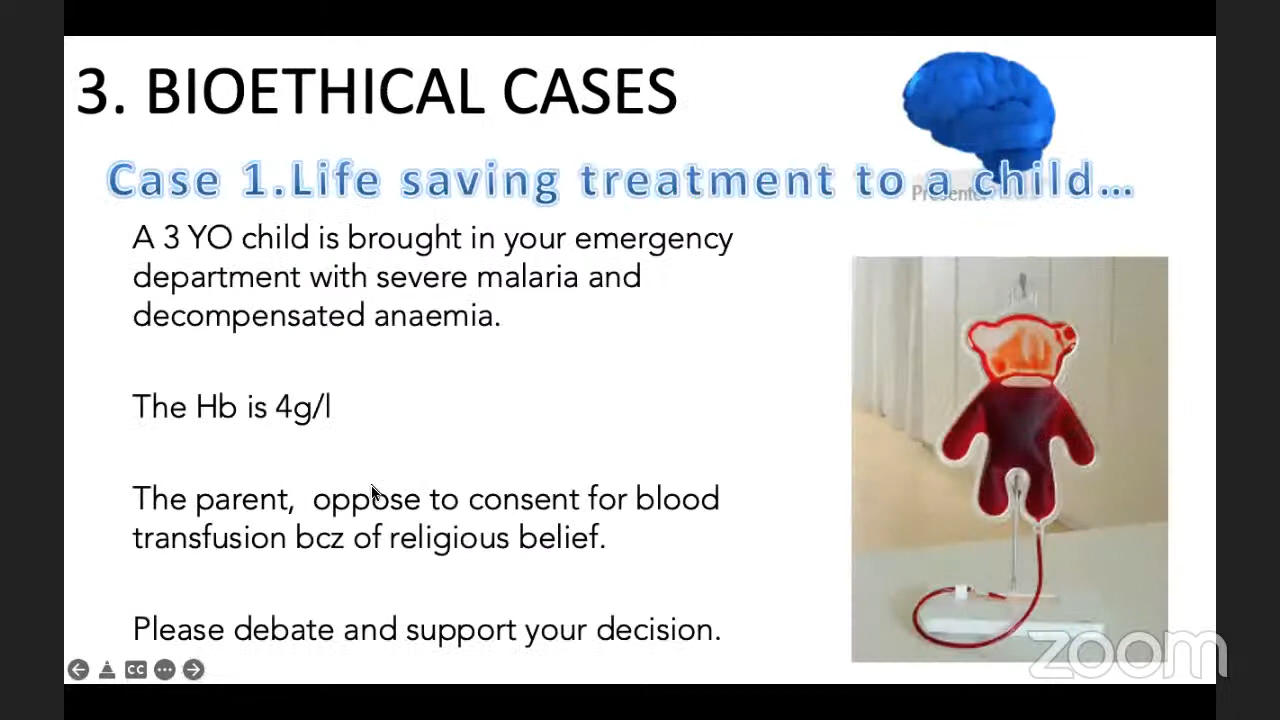 3. BIOETHICAL CASES
Case 1.Life saving treatment to a child...
A 3 YO child is brought in your emergency
department with severe malaria and
decompensated anaemia.
The Hb is 4g/l
The parent,  oppose to consent for blood
transfusion bcz of religious belief.
Please debate and support your decision.
CC
zoom